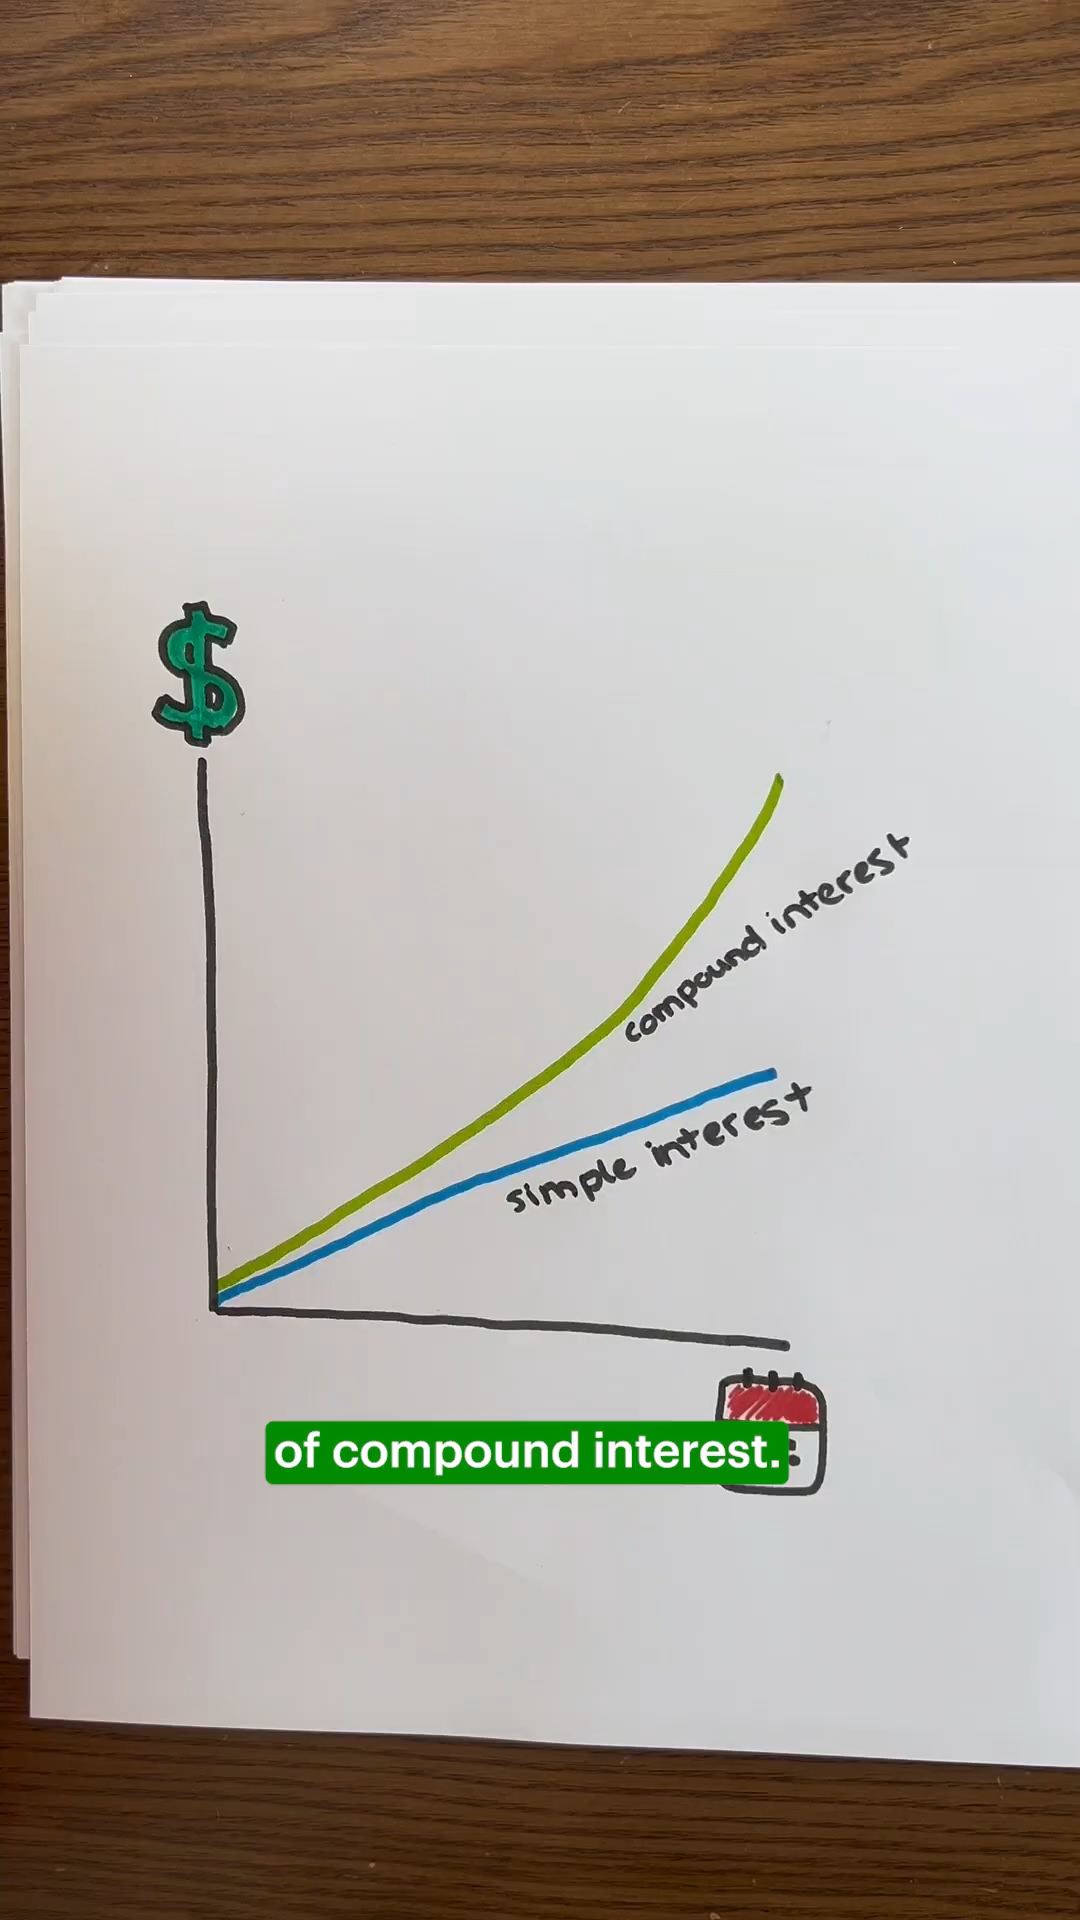 $
compound interest
simple interest
of compound interest.